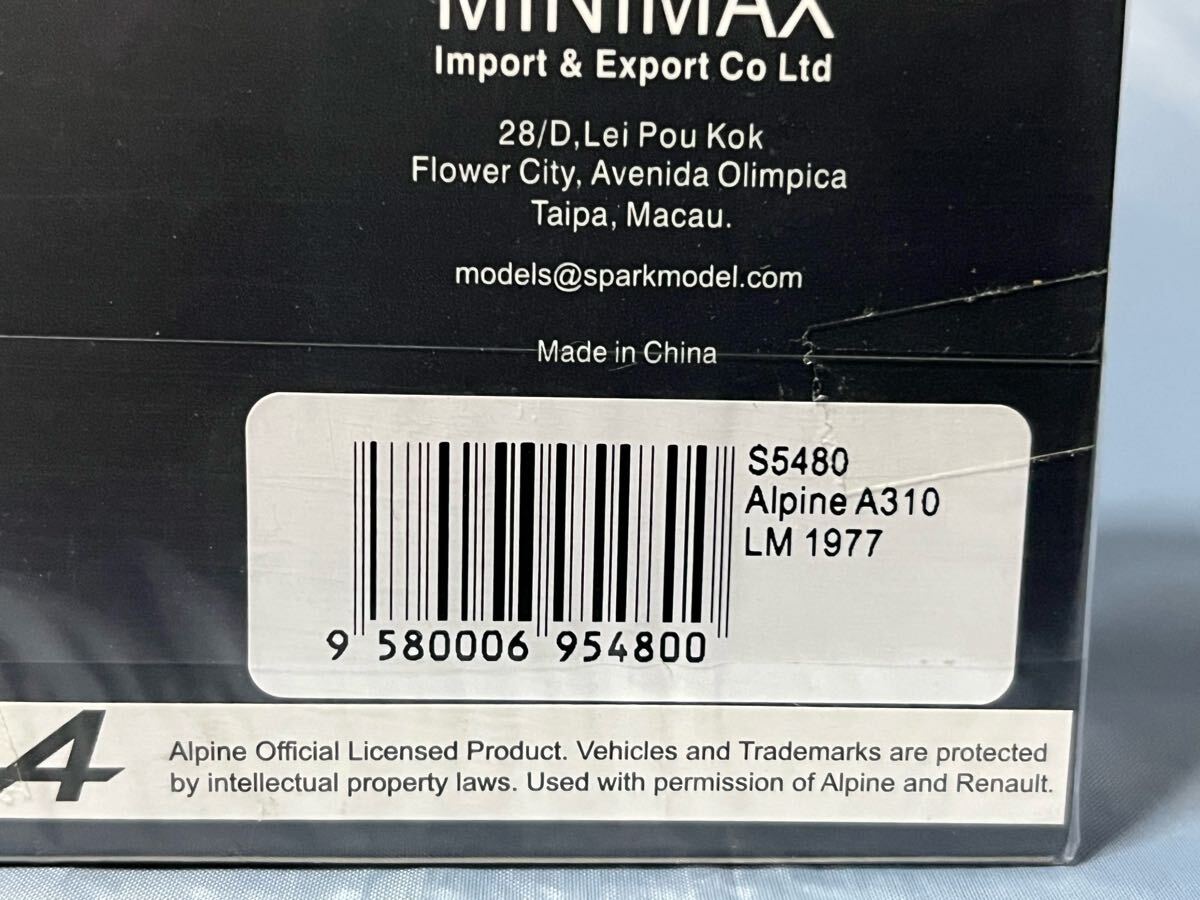 MINIMAX
Import & Export Co Ltd
28/D,Lei Pou Kok
Flower City, Avenida Olimpica
Taipa, Macau.
models@sparkmodel.com
Made in China
S5480
Alpine A310
LM 1977
9 580006 954800
Alpine Official Licensed Product. Vehicles and Trademarks are protected
by intellectual property laws. Used with permission of Alpine and Renault.